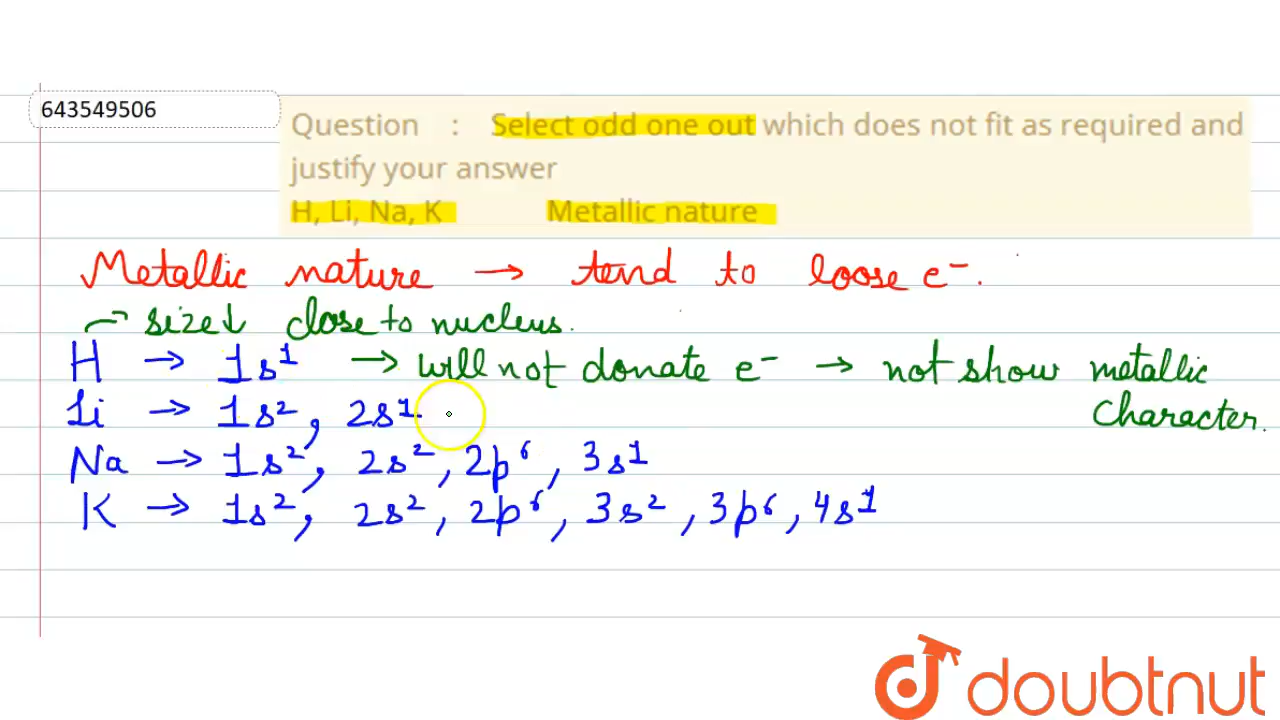 643549506
Question : Select odd one out which does not fit as required and
justify your answer
H, Li, Na, K Metallic nature
Metallic nature → tend to loose e⁻.
size↓ close to nucleus.
H → 1s¹ → will not donate e⁻ → not show metallic
character.
Li → 1s², 2s¹
Na → 1s², 2s², 2p⁶, 3s¹
K → 1s², 2s², 2p⁶, 3s², 3p⁶, 4s¹
doubtnut